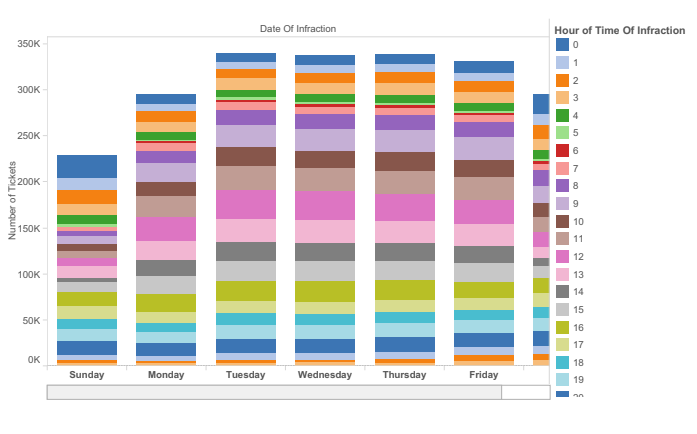 Date Of Infraction
Hour of Time Of Infraction
350K
300K
250K
200K
150K
100K
50K
0K
Number of Tickets
Sunday
Monday
Tuesday
Wednesday
Thursday
Friday
0
1
2
3
4
5
6
7
8
9
10
11
12
13
14
15
16
17
18
19
20